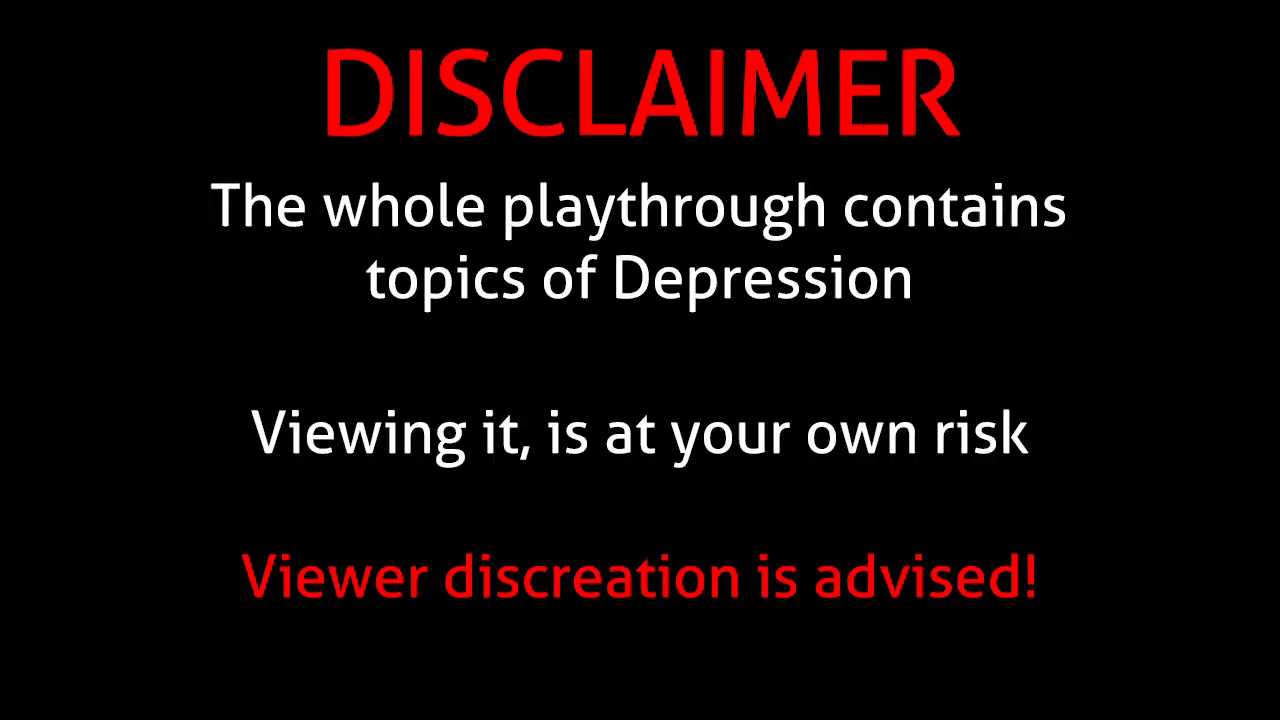 DISCLAIMER
The whole playthrough contains
topics of Depression
Viewing it, is at your own risk
Viewer discreation is advised!